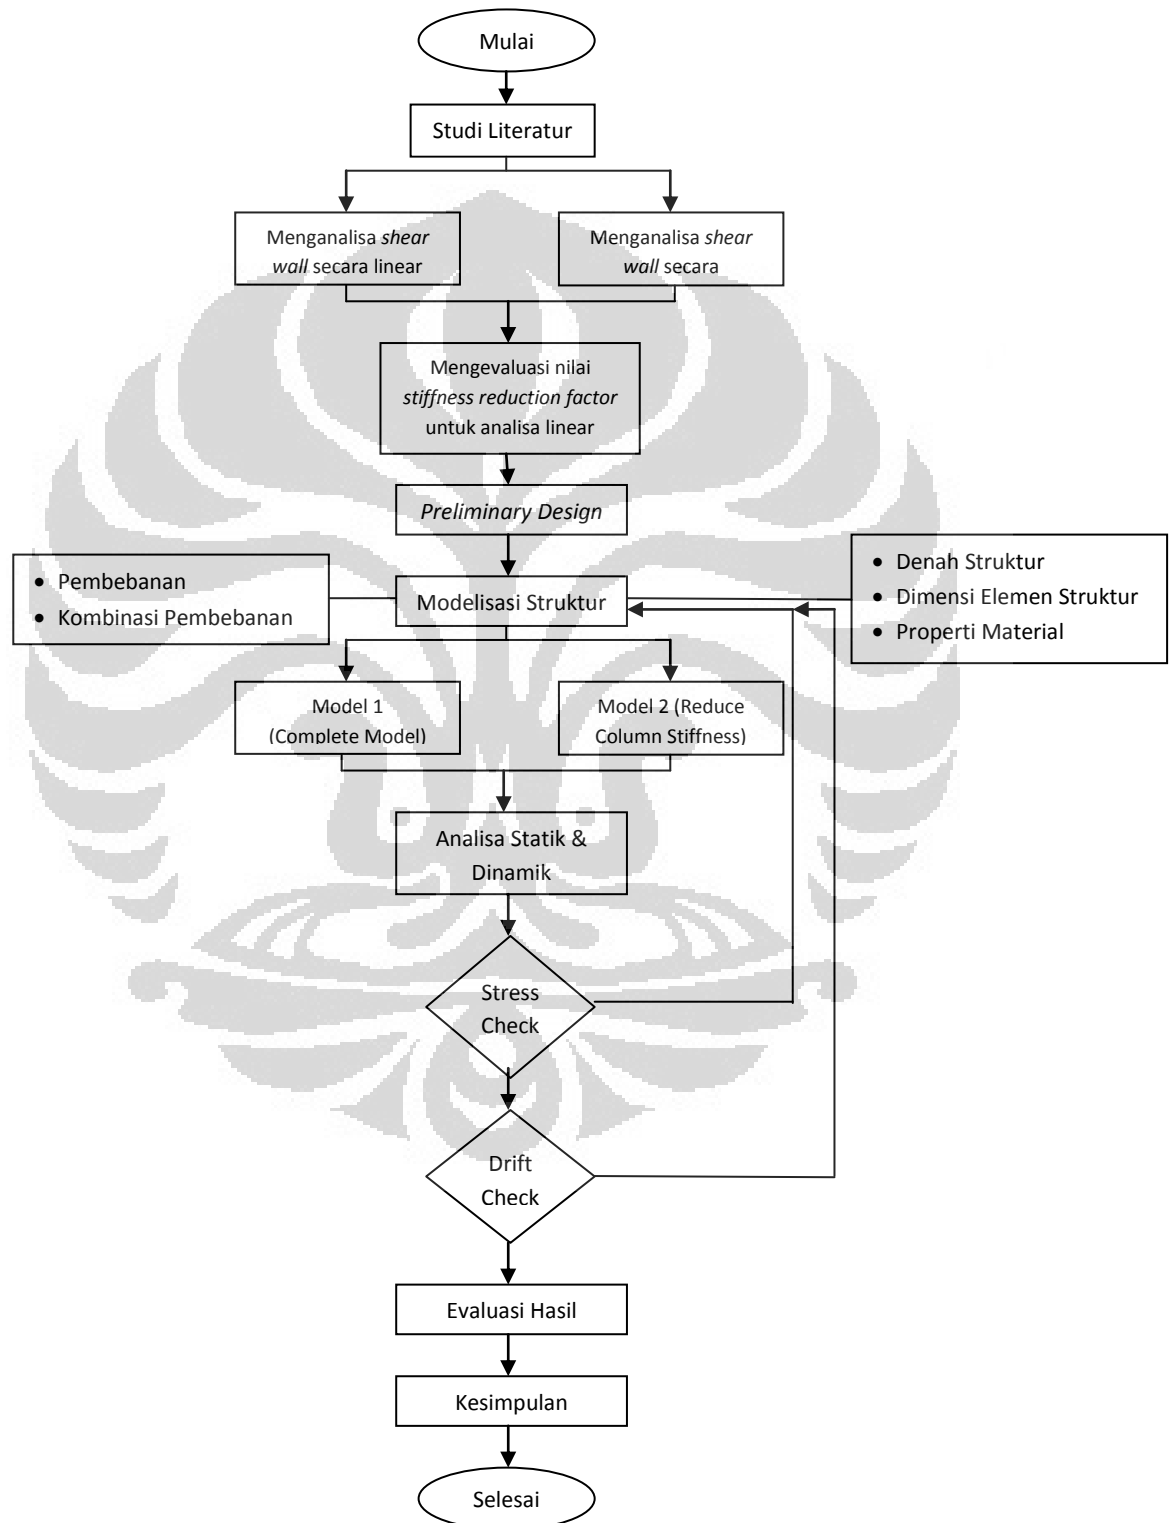 Mulai
Studi Literatur
Menganalisa shear
wall secara linear
Menganalisa shear
wall secara
Mengevaluasi nilai
stiffness reduction factor
untuk analisa linear
Preliminary Design
• Pembebanan
• Kombinasi Pembebanan
Modelisasi Struktur
• Denah Struktur
• Dimensi Elemen Struktur
• Properti Material
Model 1
(Complete Model)
Model 2 (Reduce
Column Stiffness)
Analisa Statik &
Dinamik
Stress
Check
Drift
Check
Evaluasi Hasil
Kesimpulan
Selesai